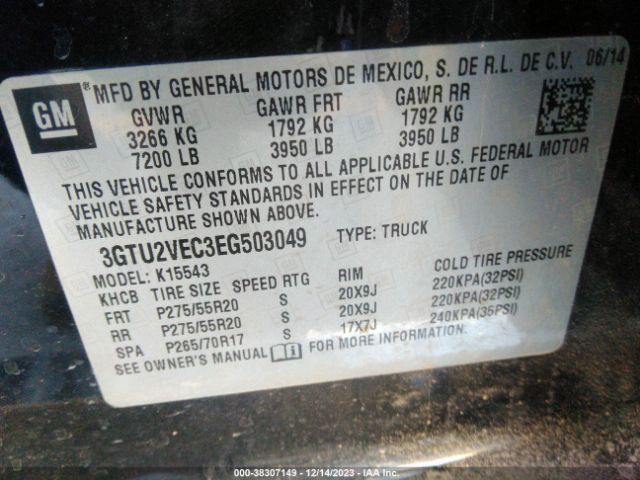 MFD BY GENERAL MOTORS DE MEXICO, S. DE R.L. DE C.V. 06/14
GM
GVWR GAWR FRT GAWR RR
3266 KG 1792 KG 1792 KG
7200 LB 3950 LB 3950 LB
THIS VEHICLE CONFORMS TO ALL APPLICABLE U.S. FEDERAL MOTOR
VEHICLE SAFETY STANDARDS IN EFFECT ON THE DATE OF
MANUFACTURE SHOWN ABOVE.
3GTU2VEC3EG503049 TYPE: TRUCK
MODEL: K15543
KHCB TIRE SIZE SPEED RTG RIM COLD TIRE PRESSURE
FRT P275/55R20 S 20X9J 220KPA(32PSI)
RR P275/55R20 S 20X9J 220KPA(32PSI)
SPA P265/70R17 S 17X7J 240KPA(35PSI)
SEE OWNER'S MANUAL i FOR MORE INFORMATION.
000-38307149 - 12/14/2023 - IAA Inc.